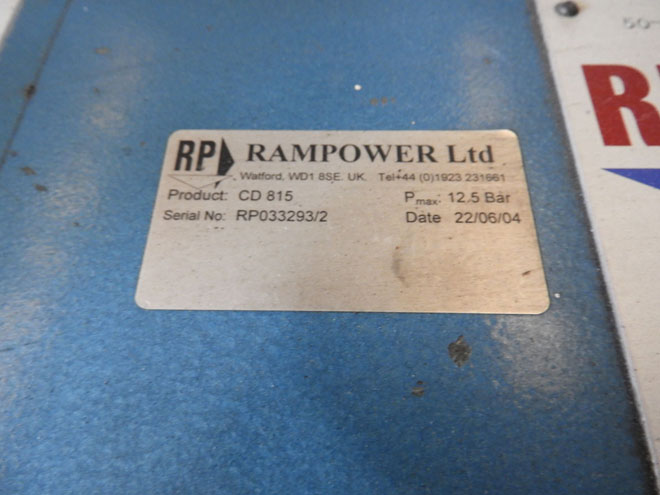 50-
R
RP RAMPOWER Ltd
Watford, WD1 8SE. UK. Tel+44 (0)1923 231661
Product: CD 815 Pmax: 12.5 Bar
Serial No: RP033293/2 Date 22/06/04